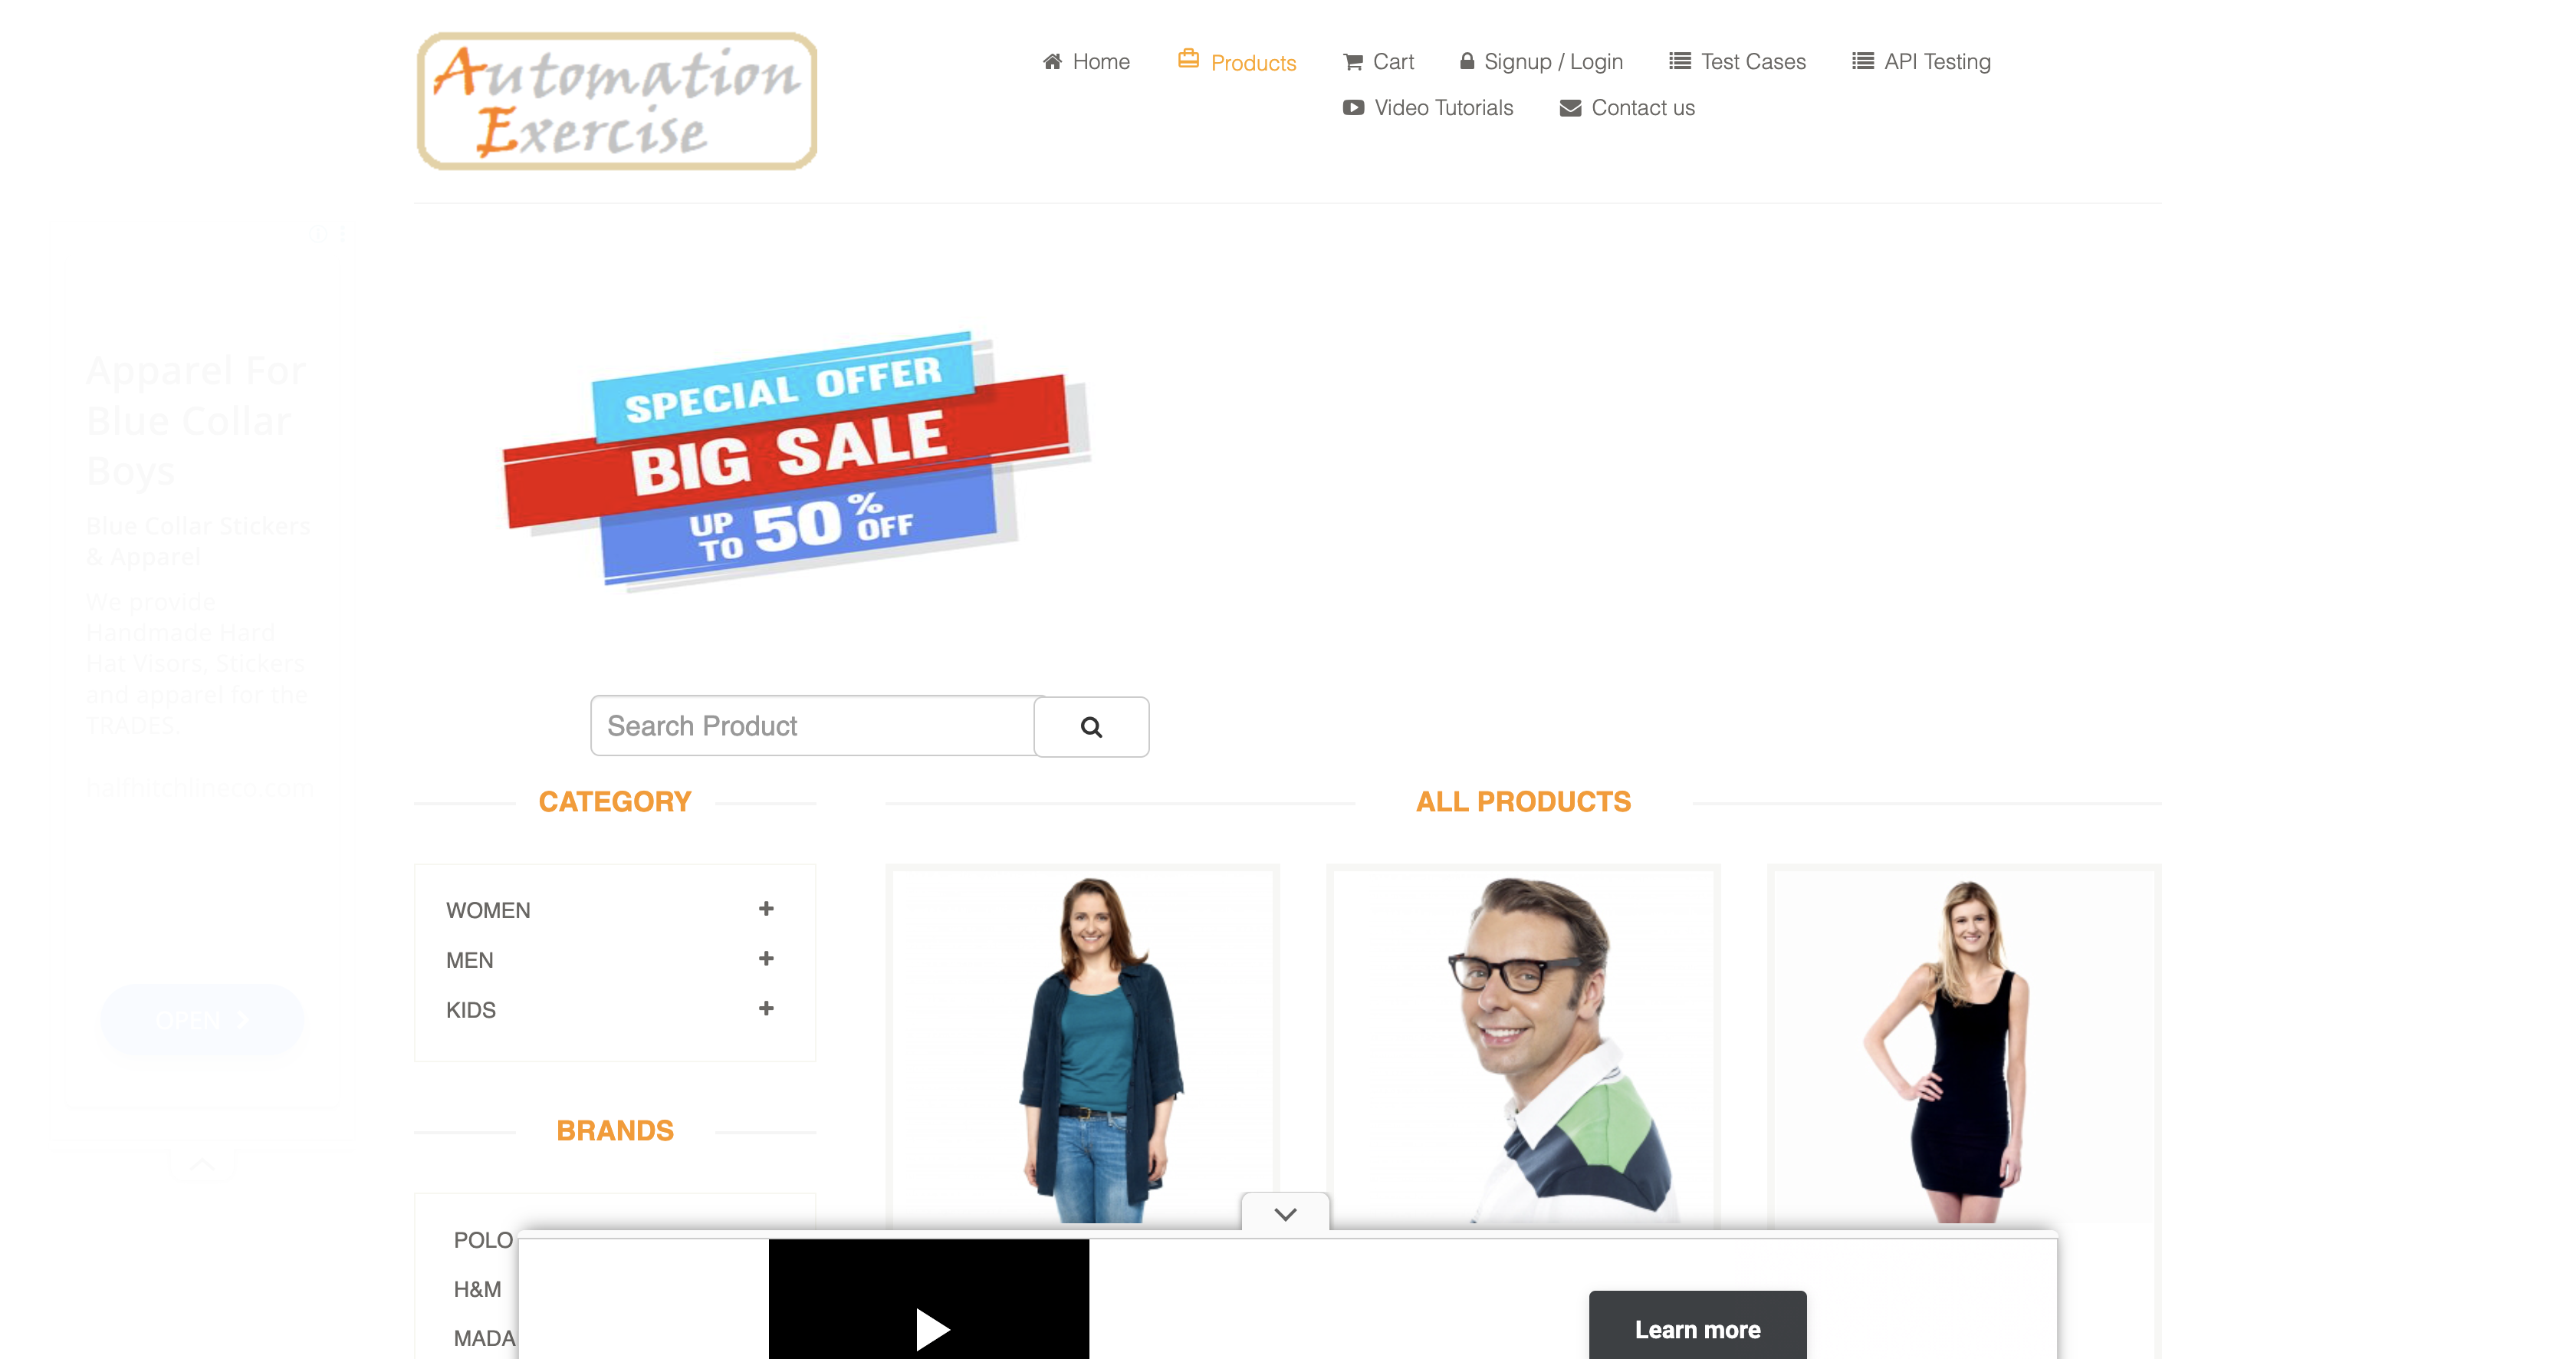 Automation
Exercise
Home Products Cart Signup / Login Test Cases API Testing
Video Tutorials Contact us
Apparel For
Blue Collar
Boys
Blue Collar Stickers
& Apparel
We provide
Handmade Hard
Hat Visors, Stickers
and apparel for the
TRADES.
OPEN
SPECIAL OFFER
BIG SALE
UP TO 50% OFF
Search Product
CATEGORY
WOMEN
MEN
KIDS
BRANDS
POLO
H&M
MADA
ALL PRODUCTS
Learn more